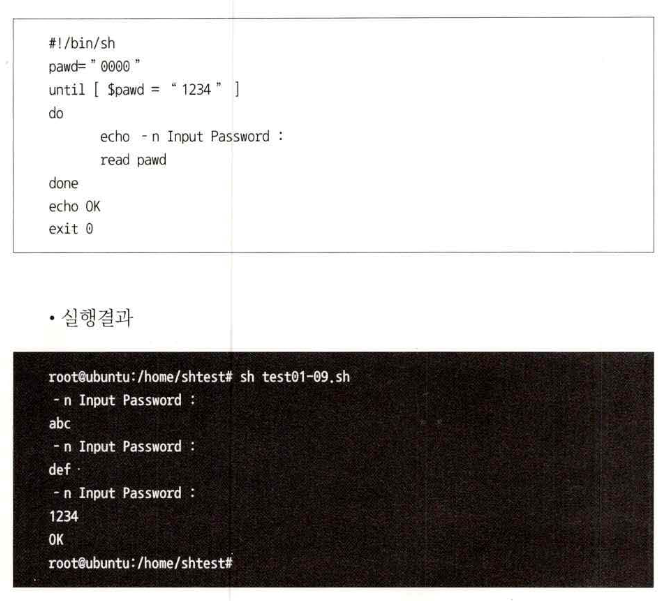 #!/bin/sh
pawd=”0000”
until [ $pawd = “1234” ]
do
echo -n Input Password :
read pawd
done
echo OK
exit 0
• 실행결과
root@ubuntu:/home/shtest# sh test01-09.sh
-n Input Password :
abc
-n Input Password :
def
-n Input Password :
1234
OK
root@ubuntu:/home/shtest#